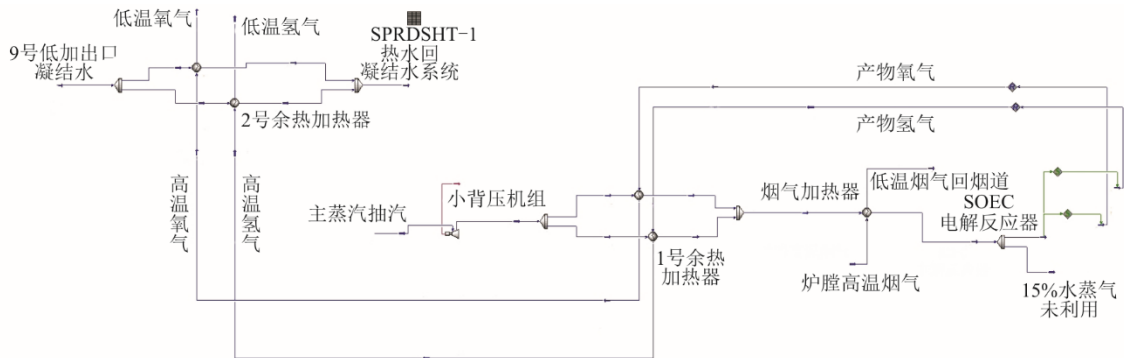 低温氧气
低温氢气
SPRDSHT-1
热水回
凝结水系统
9号低加出口
凝结水
2号余热加热器
产物氧气
产物氢气
高温氧气
高温氢气
主蒸汽抽汽
小背压机组
烟气加热器
低温烟气回烟道
SOEC
电解反应器
1号余热
加热器
炉膛高温烟气
15%水蒸气
未利用